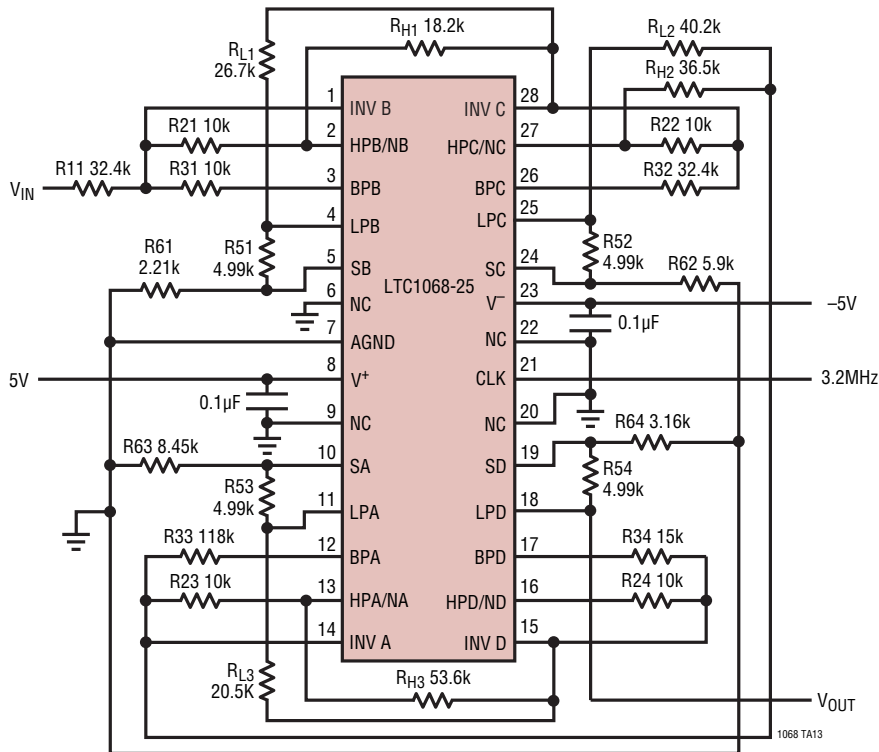 RH1 18.2k
RL2 40.2k
RL1
26.7k
RH2 36.5k
1
INV B
INV C
28
R21 10k
2
HPB/NB
HPC/NC
27
R22 10k
R11 32.4k
VIN
R31 10k
3
BPB
BPC
26
R32 32.4k
4
LPB
LPC
25
R51
4.99k
R52
4.99k
R61
2.21k
5
SB
SC
24
R62 5.9k
LTC1068-25
6
NC
V–
23
–5V
0.1µF
7
AGND
NC
22
5V
8
V+
CLK
21
3.2MHz
0.1µF
9
NC
NC
20
R64 3.16k
R63 8.45k
10
SA
SD
19
R53
4.99k
R54
4.99k
11
LPA
LPD
18
R33 118k
12
BPA
BPD
17
R34 15k
R23 10k
13
HPA/NA
HPD/ND
16
R24 10k
14
INV A
INV D
15
RL3
20.5K
RH3 53.6k
VOUT
1068 TA13